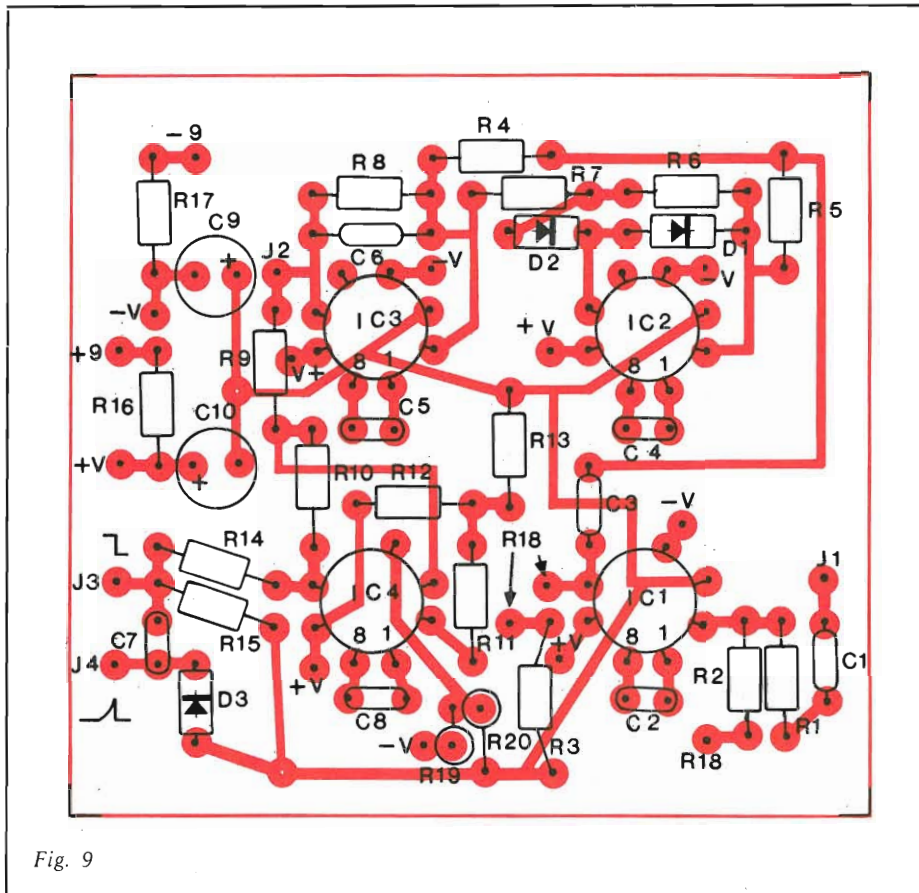 R4
- 9
R8
R7
R6
R17
C9
J2
R5
+
C6
-V
D2
D1
-V
-V
IC3
+V
IC2
+9
R9
V+
8 1
8 1
R16
C10
C5
R13
C4
+V
+
R10
R12
C3
-V
R14
R18
J1
J3
IC4
IC1
R15
8 1
R11
8 1
C7
+V
R2
C1
J4
+V
D3
C8
C2
R1
-V
R20
R3
R18
R19
Fig. 9